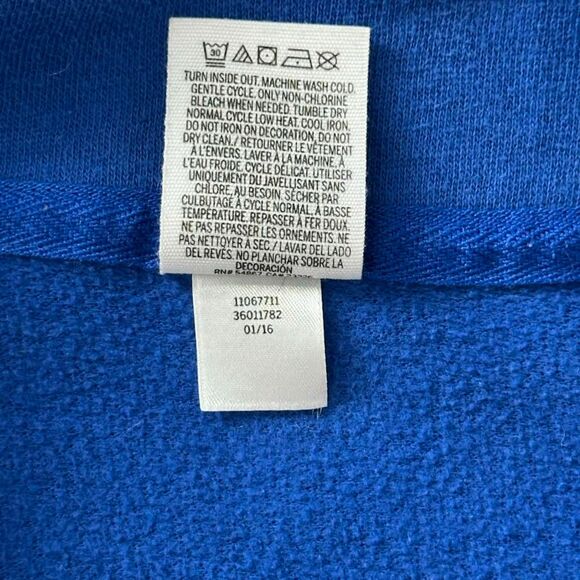 30
TURN INSIDE OUT. MACHINE WASH COLD.
GENTLE CYCLE. ONLY NON-CHLORINE
BLEACH WHEN NEEDED. TUMBLE DRY
NORMAL CYCLE LOW HEAT. COOL IRON.
DO NOT IRON ON DECORATION. DO NOT
DRY CLEAN./ RETOURNER LE VÊTEMENT
À L'ENVERS. LAVER À LA MACHINE, À
L'EAU FROIDE. CYCLE DÉLICAT. UTILISER
UNIQUEMENT DU JAVELLISANT SANS
CHLORE, AU BESOIN. SÉCHER PAR
CULBUTAGE À CYCLE NORMAL, À BASSE
TEMPÉRATURE. REPASSER À FER DOUX.
NE PAS REPASSER LES ORNEMENTS. NE
PAS NETTOYER À SEC./ LAVAR DEL LADO
DEL REVÉS. NO PLANCHAR SOBRE LA
DECORACIÓN
RN# 54867 CA#
11067711
36011782
01/16